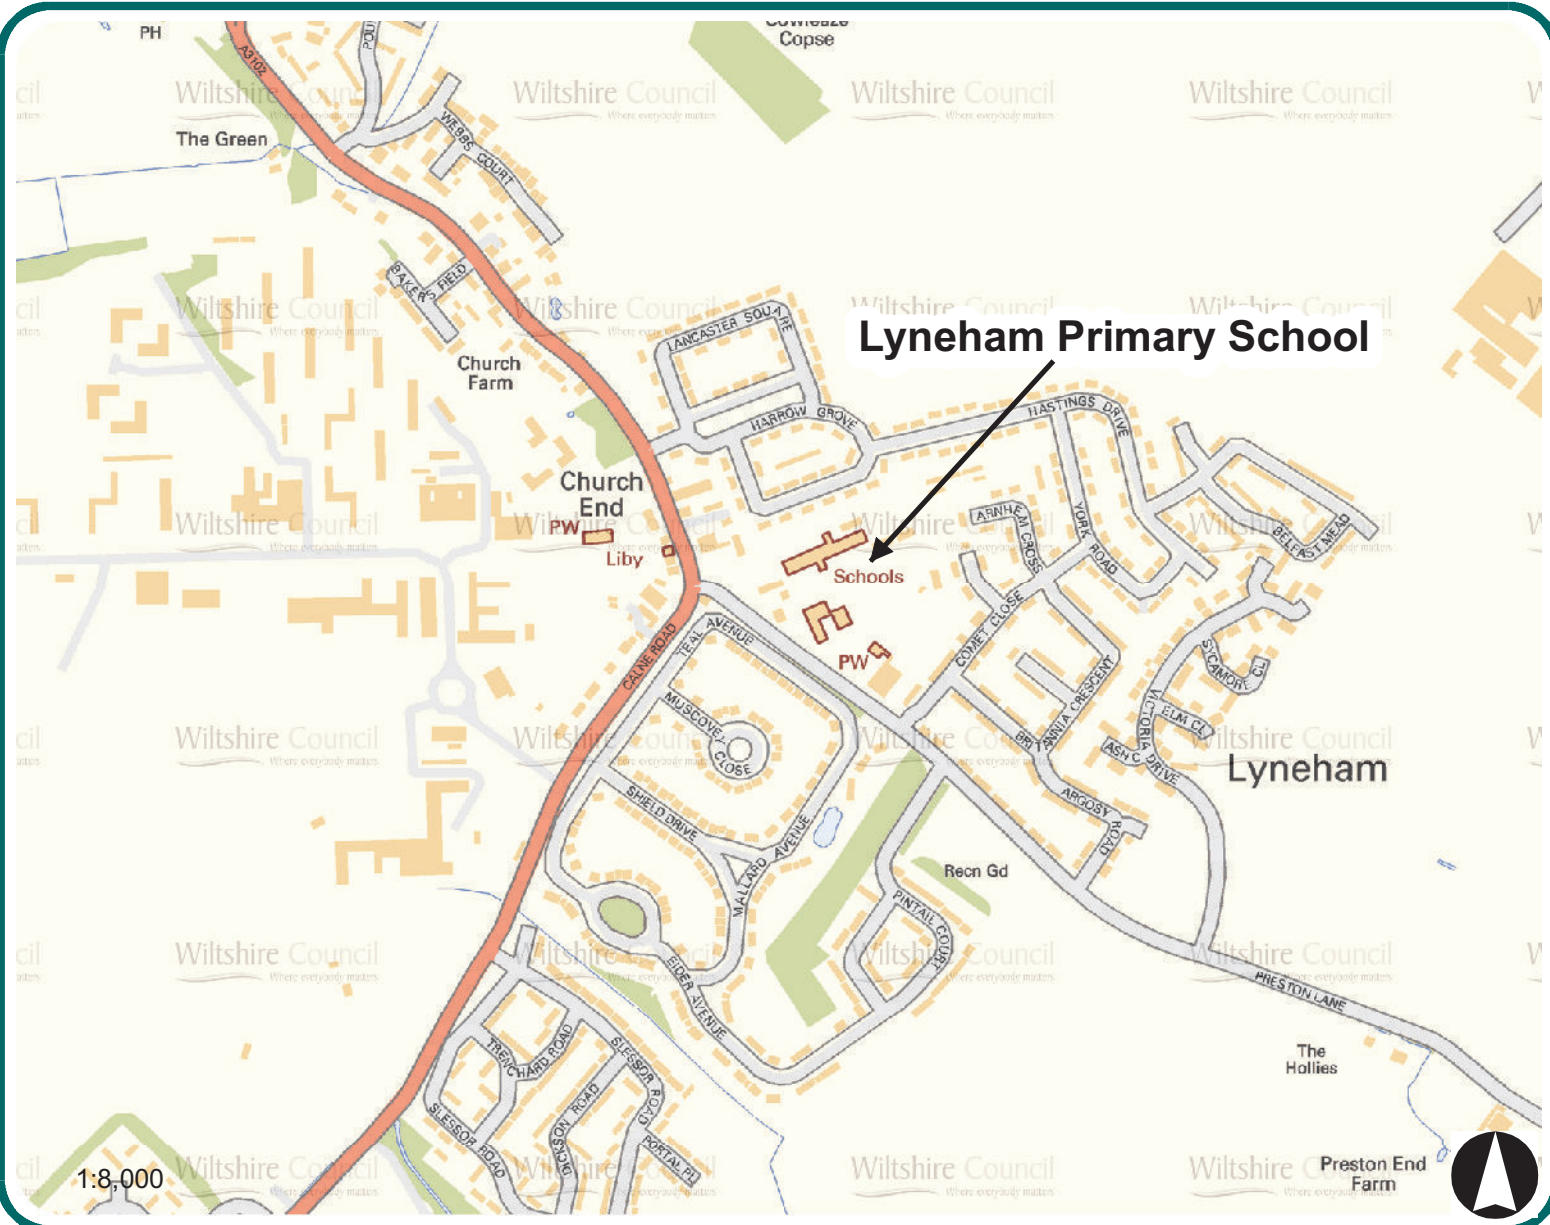 Cowleaze
Copse
PH
A3102
POU
Wiltshire Council
Where everybody matters
The Green
WEBBS COURT
BAKER'S FIELD
Church
Farm
LANCASTER SQUARE
Lyneham Primary School
HARROW GROVE
HASTINGS DRIVE
Church
End
PW
Liby
Schools
ARNHEM CROSS
YORK ROAD
BELFAST MEAD
COMET CLOSE
CALNE ROAD
TEAL AVENUE
PW
SYCAMORE CL
MUSCOVEY CLOSE
BRITANNIA CRESCENT
VICTORIA DRIVE
ELM CL
ASH C
Lyneham
SHIELD DRIVE
MALLARD AVENUE
ARGOSY ROAD
Recn Gd
PINTAIL COURT
EIDER AVENUE
PRESTON LANE
TRENCHARD ROAD
SLESSOR ROAD
The
Hollies
SLESSOR ROAD
DICKSON ROAD
PORTAL PL
Preston End
Farm
1:8,000